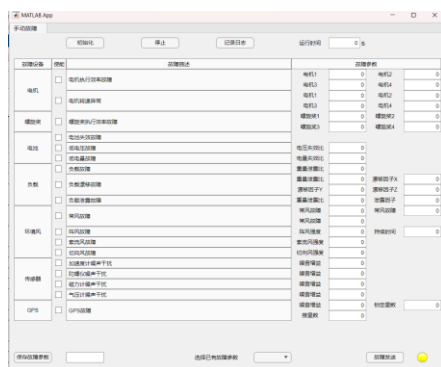 MATLAB App
手动故障
初始化 停止 记录日志 运行时间 0 s
故障设备 使能 故障描述 故障参数
电机 电机执行效率故障 电机1 0 电机2 0
电机3 0 电机4 0
电机转速异常 电机1 0 电机2 0
电机3 0 电机4 0
螺旋桨 螺旋桨执行效率故障 螺旋桨1 0 螺旋桨2 0
螺旋桨3 0 螺旋桨4 0
电池 电池失效故障
低电压故障 电压失效比 0
低电量故障 电量失效比 0
负载 负载故障 重量泄露比 0
负载漂移故障 重量泄露比 0 漂移因子X 0
漂移因子Y 0 漂移因子Z 0
负载泄露故障 重量泄露比 0 泄露因子 0
环境风 常风故障 常风故障 0 常风故障 0
常风故障 0
阵风故障 阵风强度 0 持续时间 0
紊流风故障 紊流风强度 0
切向风故障 切向风强度 0
传感器 加速度计噪声干扰 噪音增益 0
陀螺仪噪声干扰 噪音增益 0
磁力计噪声干扰 噪音增益 0
气压计噪声干扰 噪音增益 0
GPS GPS故障 噪音增益 0 0
搜星数 0
保存故障参数 选择已有故障参数 故障发送